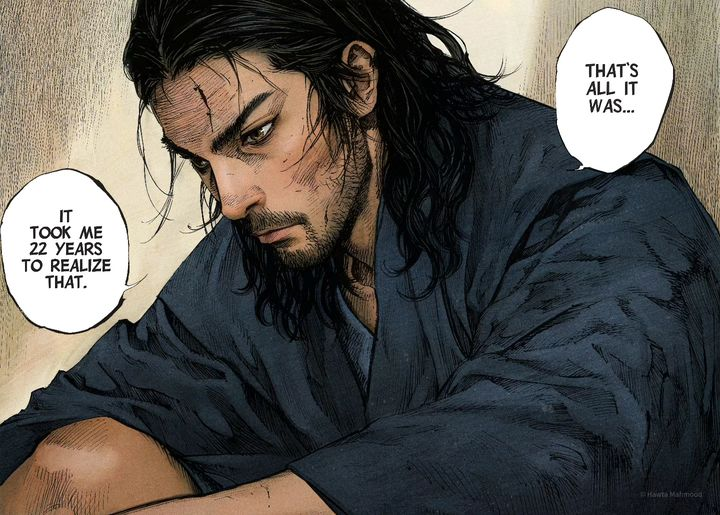 THAT'S
ALL IT
WAS...
IT
TOOK ME
22 YEARS
TO REALIZE
THAT.
© Hawta Mahmood